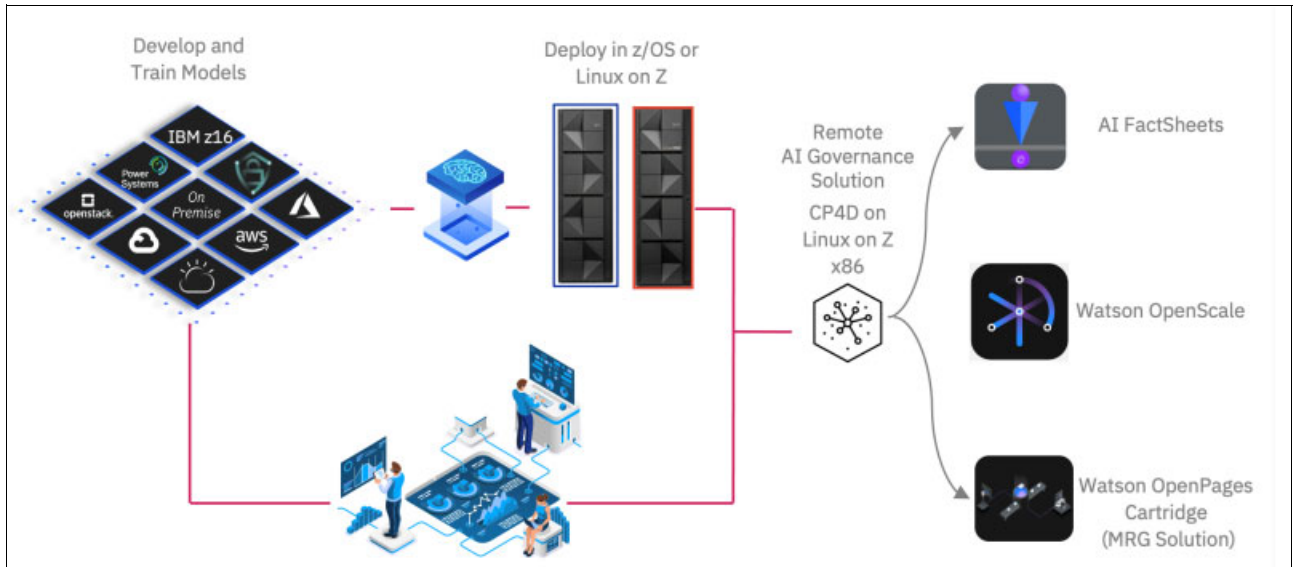 Develop and
Train Models
IBM z16
Power
Systems
openstack.
On
Premise
aws
Deploy in z/OS or
Linux on Z
Remote
AI Governance
Solution
CP4D on
Linux on Z
x86
AI FactSheets
Watson OpenScale
Watson OpenPages
Cartridge
(MRG Solution)